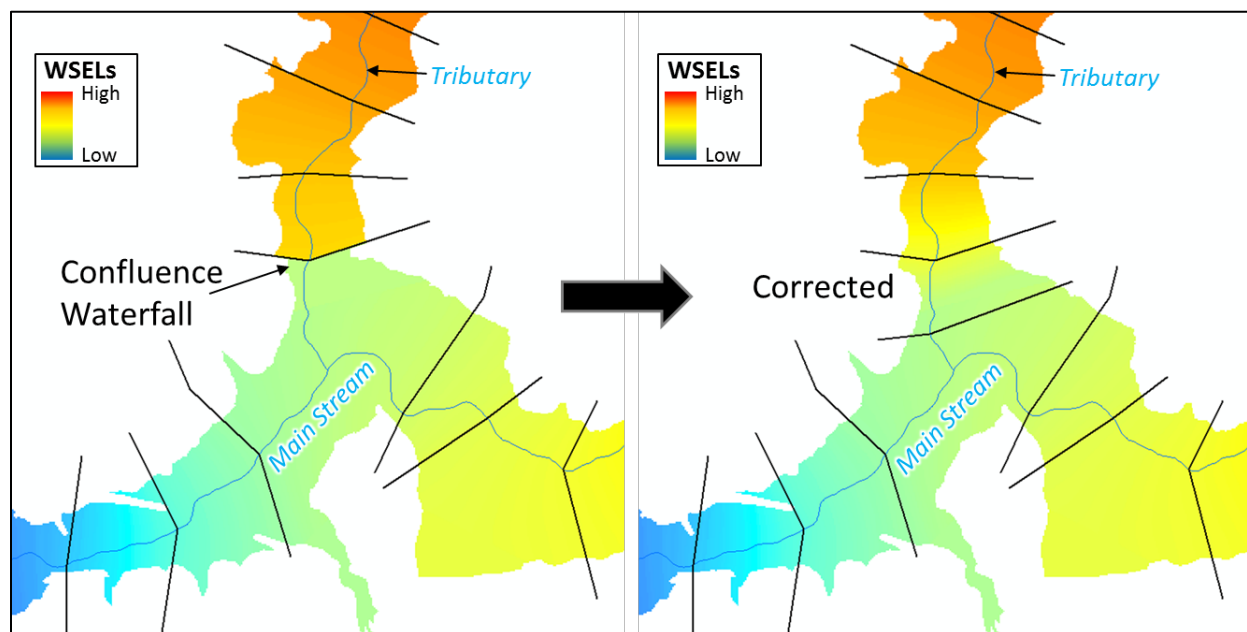 WSELs
High
Low
Tributary
Confluence
Waterfall
Main Stream
WSELs
High
Low
Tributary
Corrected
Main Stream